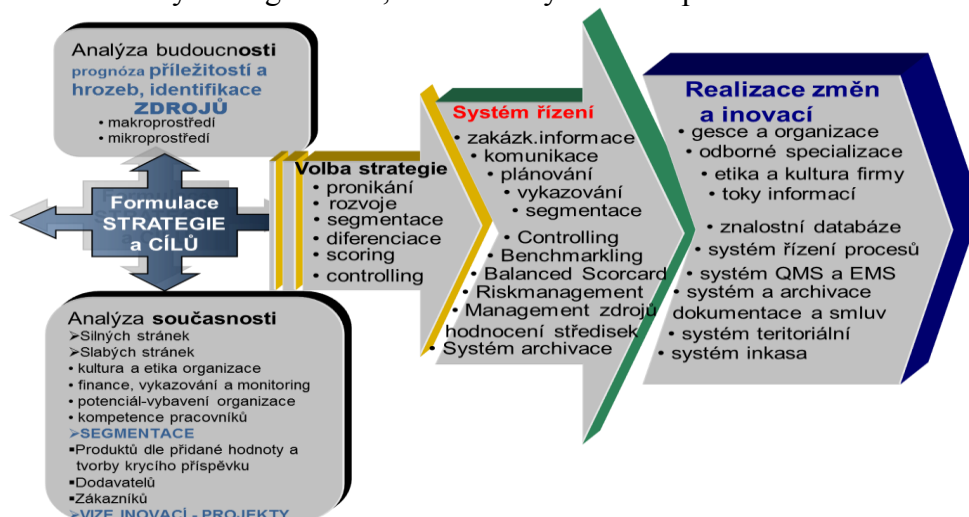 Analýza budoucnosti
prognóza příležitostí a
hrozeb, identifikace
ZDROJŮ
• makroprostředí
• mikroprostředí
Formulace
STRATEGIE
a CÍLŮ
Analýza současnosti
➢Silných stránek
➢Slabých stránek
• kultura a etika organizace
• finance, vykazování a monitoring
• potenciál-vybavení organizace
• kompetence pracovníků
➢SEGMENTACE
▪Produktů dle přidané hodnoty a
tvorby krycího příspěvku
▪Dodavatelů
▪Zákazníků
➢VIZE INOVACÍ - PROJEKTY
Volba strategie
• pronikání
• rozvoje
• segmentace
• diferenciace
• scoring
• controlling
Systém řízení
• zakázk.informace
• komunikace
• plánování
• vykazování
• segmentace
• Controlling
• Benchmarkling
• Balanced Scorcard
• Riskmanagement
• Management zdrojů
hodnocení středisek
• Systém archivace
Realizace změn
a inovací
• gesce a organizace
• odborné specializace
• etika a kultura firmy
• toky informací
• znalostní databáze
• systém řízení procesů
• systém QMS a EMS
• systém a archivace
dokumentace a smluv
• systém teritoriální
• systém inkasa